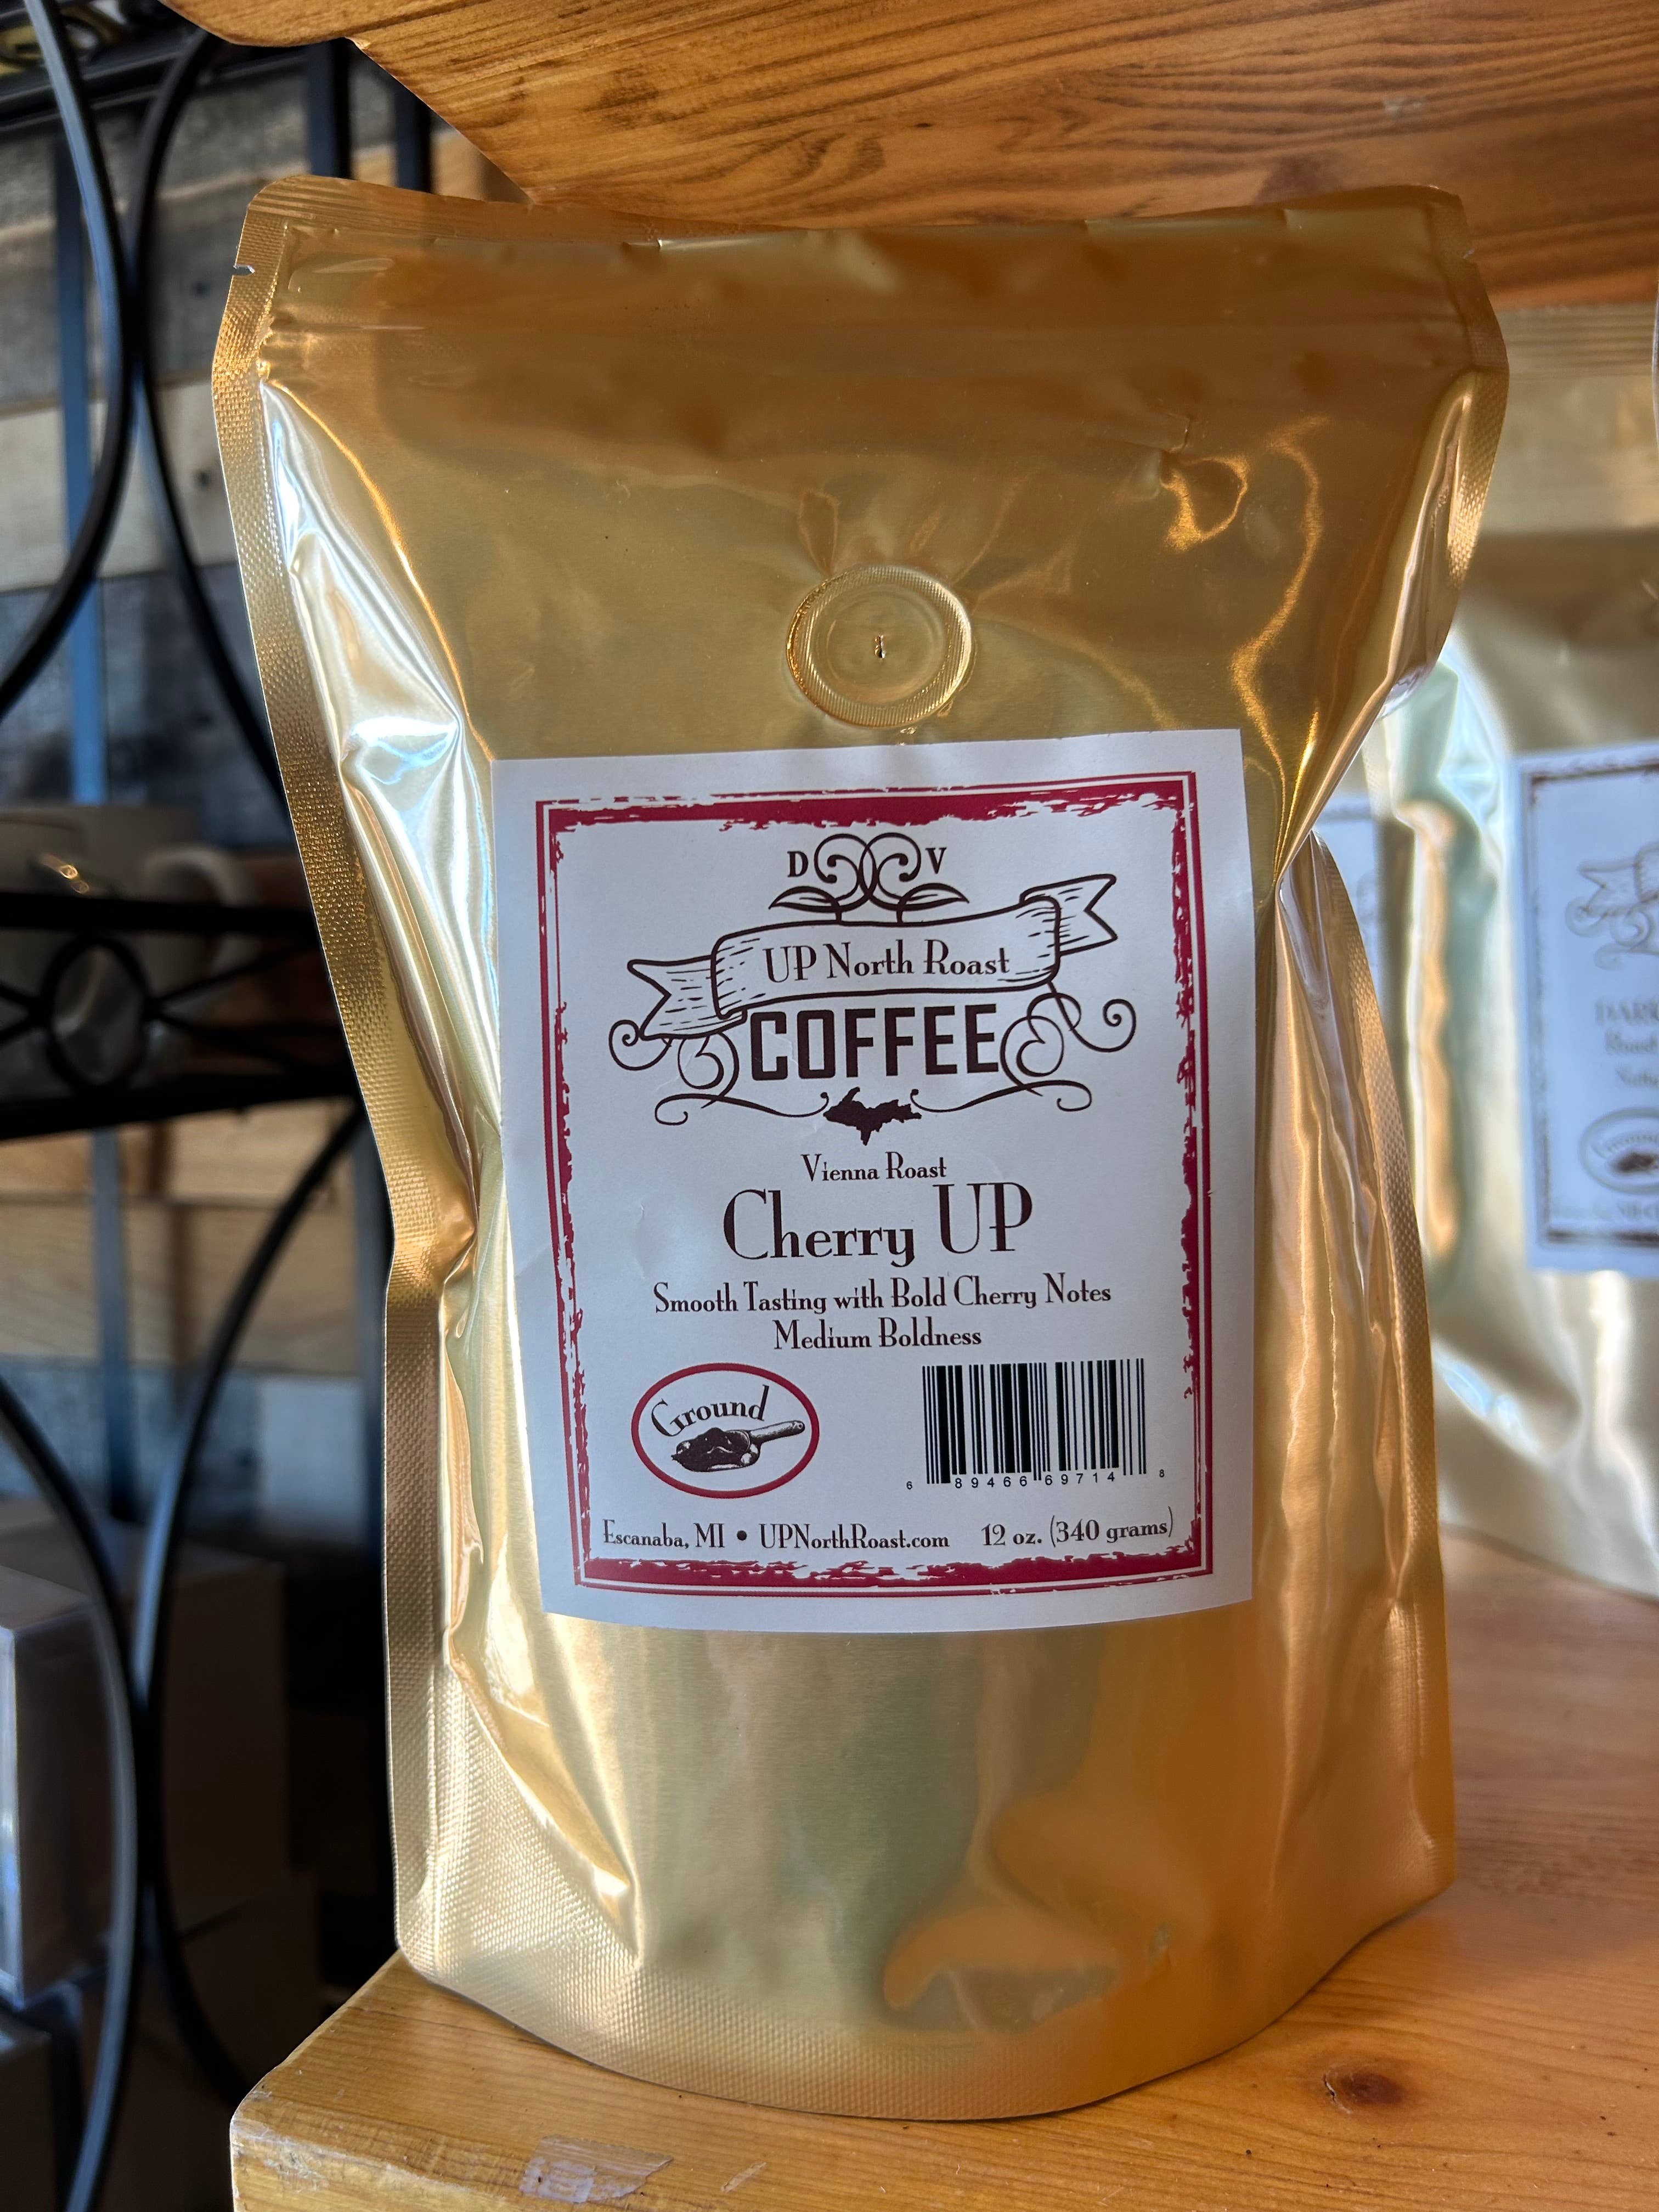 D V
UP North Roast
COFFEE
Vienna Roast
Cherry UP
Smooth Tasting with Bold Cherry Notes
Medium Boldness
Ground
6 89466 69714 8
Escanaba, MI • UPNorthRoast.com 12 oz. (340 grams)